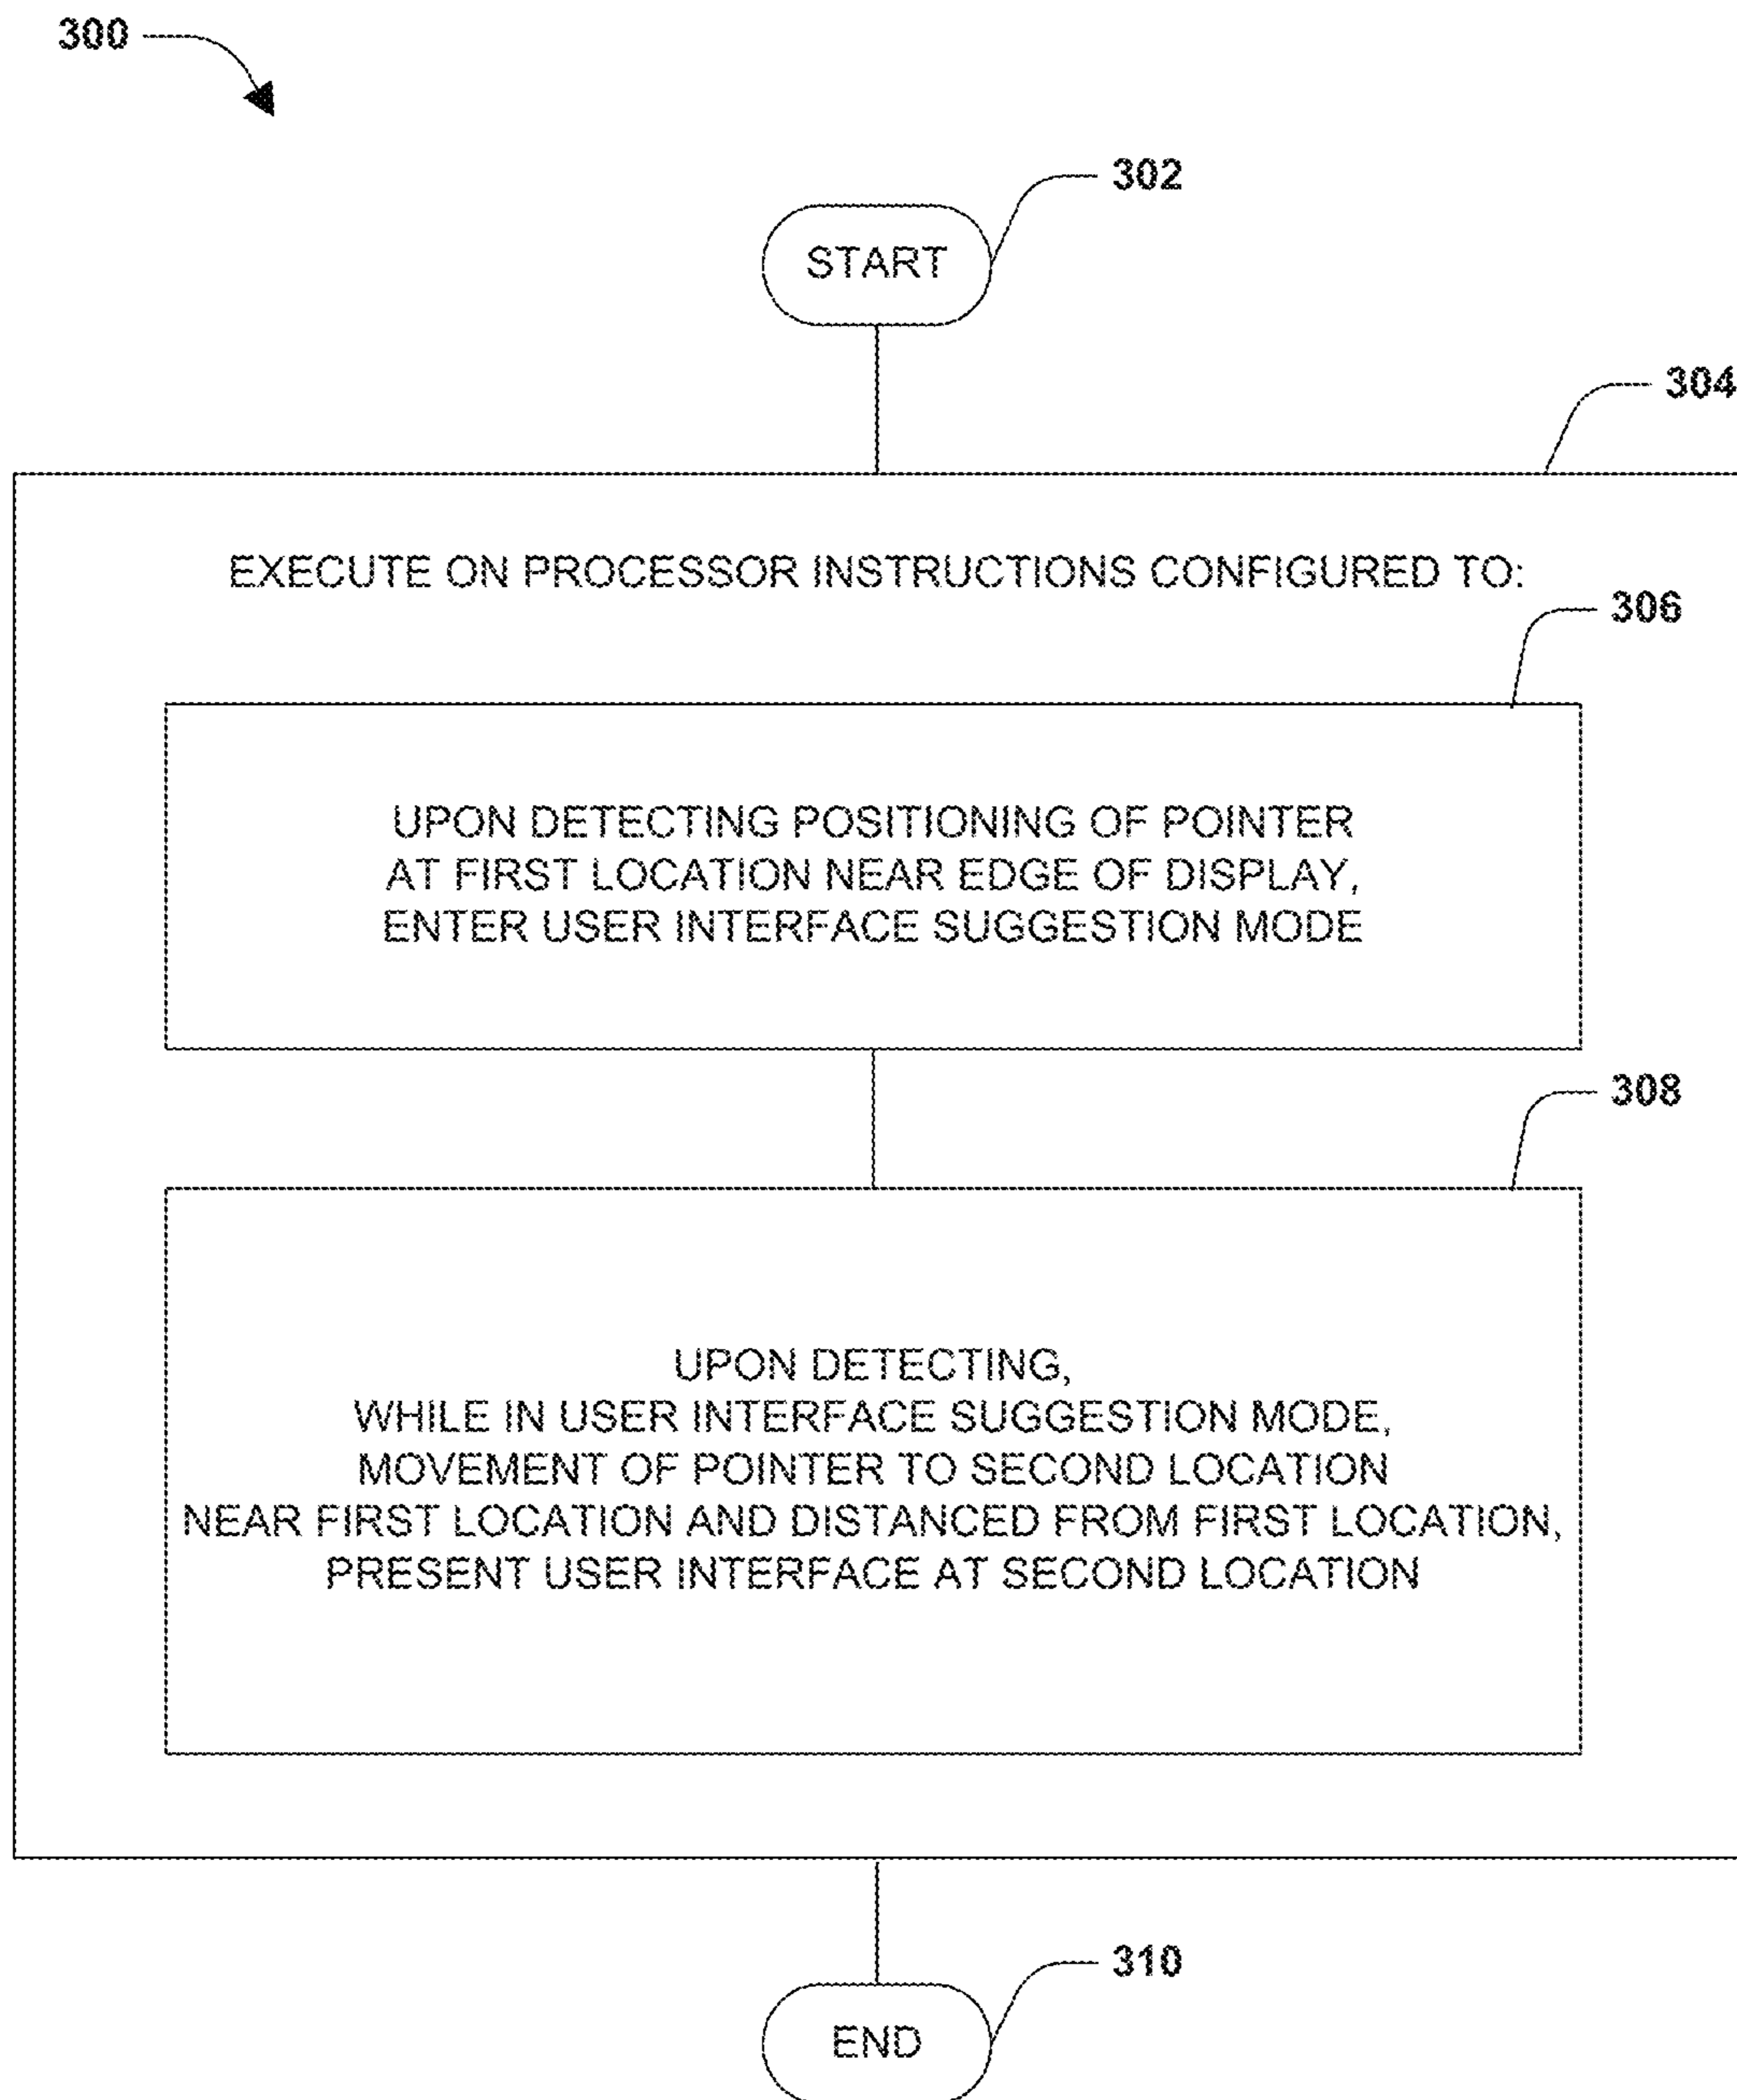 300
302
START
304
EXECUTE ON PROCESSOR INSTRUCTIONS CONFIGURED TO:
306
UPON DETECTING POSITIONING OF POINTER
AT FIRST LOCATION NEAR EDGE OF DISPLAY,
ENTER USER INTERFACE SUGGESTION MODE
308
UPON DETECTING,
WHILE IN USER INTERFACE SUGGESTION MODE,
MOVEMENT OF POINTER TO SECOND LOCATION
NEAR FIRST LOCATION AND DISTANCED FROM FIRST LOCATION,
PRESENT USER INTERFACE AT SECOND LOCATION
310
END